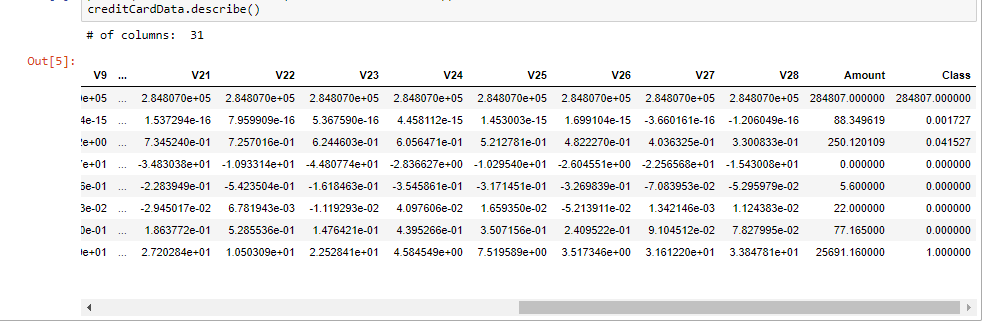 creditCardData.describe()
# of columns:  31
Out[5]:
V9 ... V21 V22 V23 V24 V25 V26 V27 V28 Amount Class
e+05 ... 2.848070e+05 2.848070e+05 2.848070e+05 2.848070e+05 2.848070e+05 2.848070e+05 2.848070e+05 2.848070e+05 284807.000000 284807.000000
4e-15 ... 1.537294e-16 7.959909e-16 5.367590e-16 4.458112e-15 1.453003e-15 1.699104e-15 -3.660161e-16 -1.206049e-16 88.349619 0.001727
e+00 ... 7.345240e-01 7.257016e-01 6.244603e-01 6.056471e-01 5.212781e-01 4.822270e-01 4.036325e-01 3.300833e-01 250.120109 0.041527
e+01 ... -3.483038e+01 -1.093314e+01 -4.480774e+01 -2.836627e+00 -1.029540e+01 -2.604551e+00 -2.256568e+01 -1.543008e+01 0.000000 0.000000
6e-01 ... -2.283949e-01 -5.423504e-01 -1.618463e-01 -3.545861e-01 -3.171451e-01 -3.269839e-01 -7.083953e-02 -5.295979e-02 5.600000 0.000000
3e-02 ... -2.945017e-02 6.781943e-03 -1.119293e-02 4.097606e-02 1.659350e-02 -5.213911e-02 1.342146e-03 1.124383e-02 22.000000 0.000000
0e-01 ... 1.863772e-01 5.285536e-01 1.476421e-01 4.395266e-01 3.507156e-01 2.409522e-01 9.104512e-02 7.827995e-02 77.165000 0.000000
e+01 ... 2.720284e+01 1.050309e+01 2.252841e+01 4.584549e+00 7.519589e+00 3.517346e+00 3.161220e+01 3.384781e+01 25691.160000 1.000000